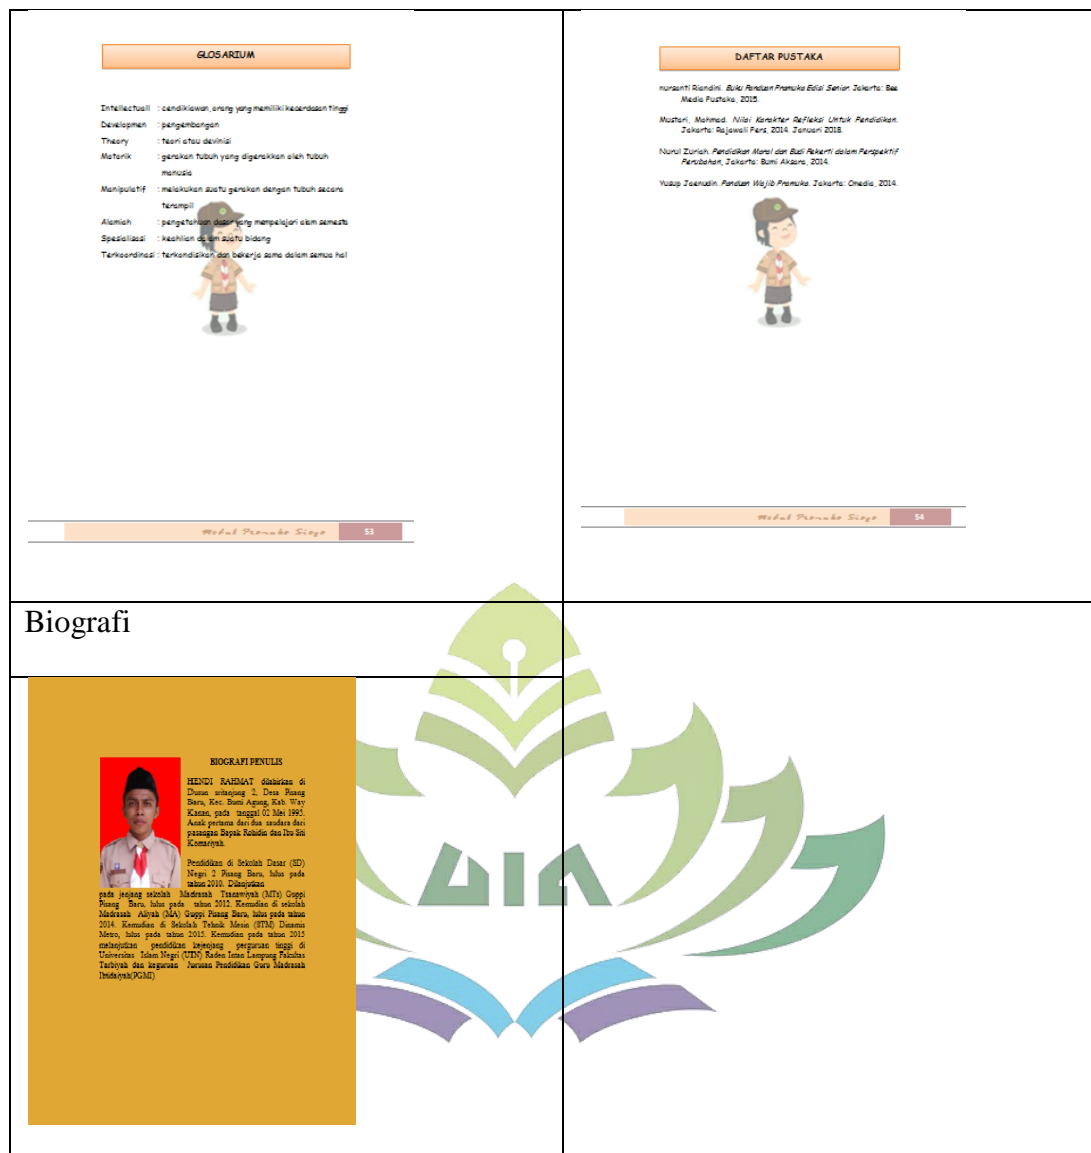 GLOSARIUM
Intellectuall : cendikiawan, orang yang memiliki kecerdasan tinggi
Developmen : pengembangan
Theory : teori atau devinisi
Motorik : gerakan tubuh yang digerakkan oleh tubuh
manusia
Manipulatif : melakukan suatu gerakan dengan tubuh secara
terampil
Alamiah : pengetahuan dasar yang mempelajari alam semesta
Spesialisasi : keahlian dalam suatu bidang
Terkoordinasi : terkondisikan dan bekerja sama dalam semua hal
Modul Pramuka Siaga 53
DAFTAR PUSTAKA
nursanti Riandini. Buku Panduan Pramuka Edisi Senior. Jakarta: Bee
Media Pustaka, 2015.
Mustari, Mohmad. Nilai Karakter Refleksi Untuk Pendidikan.
Jakarta: Rajawali Pers, 2014. Januari 2018.
Nurul Zuriah. Pendidikan Moral dan Budi Pekerti dalam Perspektif
Perubahan, Jakarta: Bumi Aksara, 2014.
Yusup Jaenudin. Panduan Wajib Pramuka. Jakarta: Cmedia, 2014.
Modul Pramuka Siaga 54
Biografi
BIOGRAFI PENULIS
HENDI RAHMAT dilahirkan di
Dusun sritanjung 2, Desa Pisang
Baru, Kec. Bumi Agung, Kab. Way
Kanan, pada tanggal 02 Mei 1995.
Anak pertama dari dua saudara dari
pasangan Bapak Rohidin dan Ibu Siti
Komariyah.
Pendidikan di Sekolah Dasar (SD)
Negri 2 Pisang Baru, lulus pada
tahun 2010. Dilanjutkan
pada jenjang sekolah Madrasah Tsanawiyah (MTs) Guppi
Pisang Baru, lulus pada tahun 2012. Kemudian di sekolah
Madrasah Aliyah (MA) Guppi Pisang Baru, lulus pada tahun
2014. Kemudian di Sekolah Tehnik Mesin (STM) Dinamis
Metro, lulus pada tahun 2015. Kemudian pada tahun 2015
melanjutkan pendidikan kejenjang perguruan tinggi di
Universitas Islam Negri (UIN) Raden Intan Lampung Fakultas
Tarbiyah dan keguruan Jurusan Pendidikan Guru Madrasah
Ibtidaiyah(PGMI)
UIN